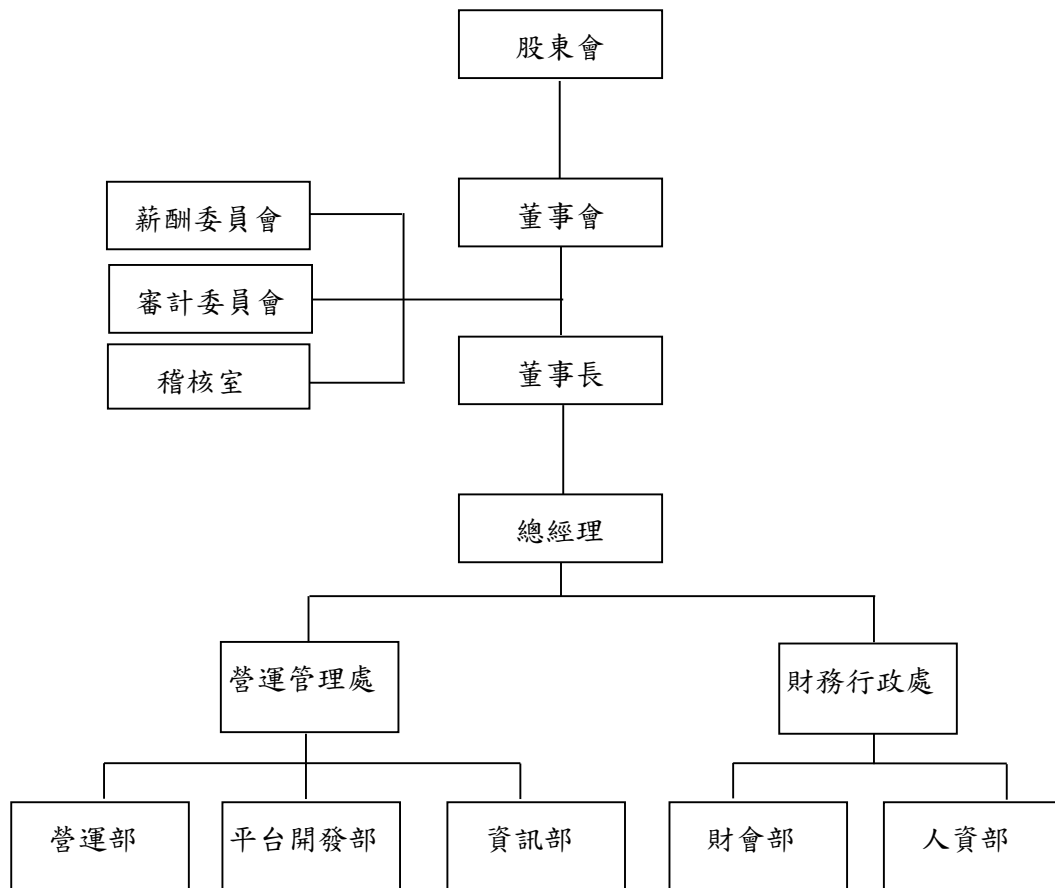 股東會
薪酬委員會
董事會
審計委員會
董事長
稽核室
總經理
營運管理處
財務行政處
營運部
平台開發部
資訊部
財會部
人資部